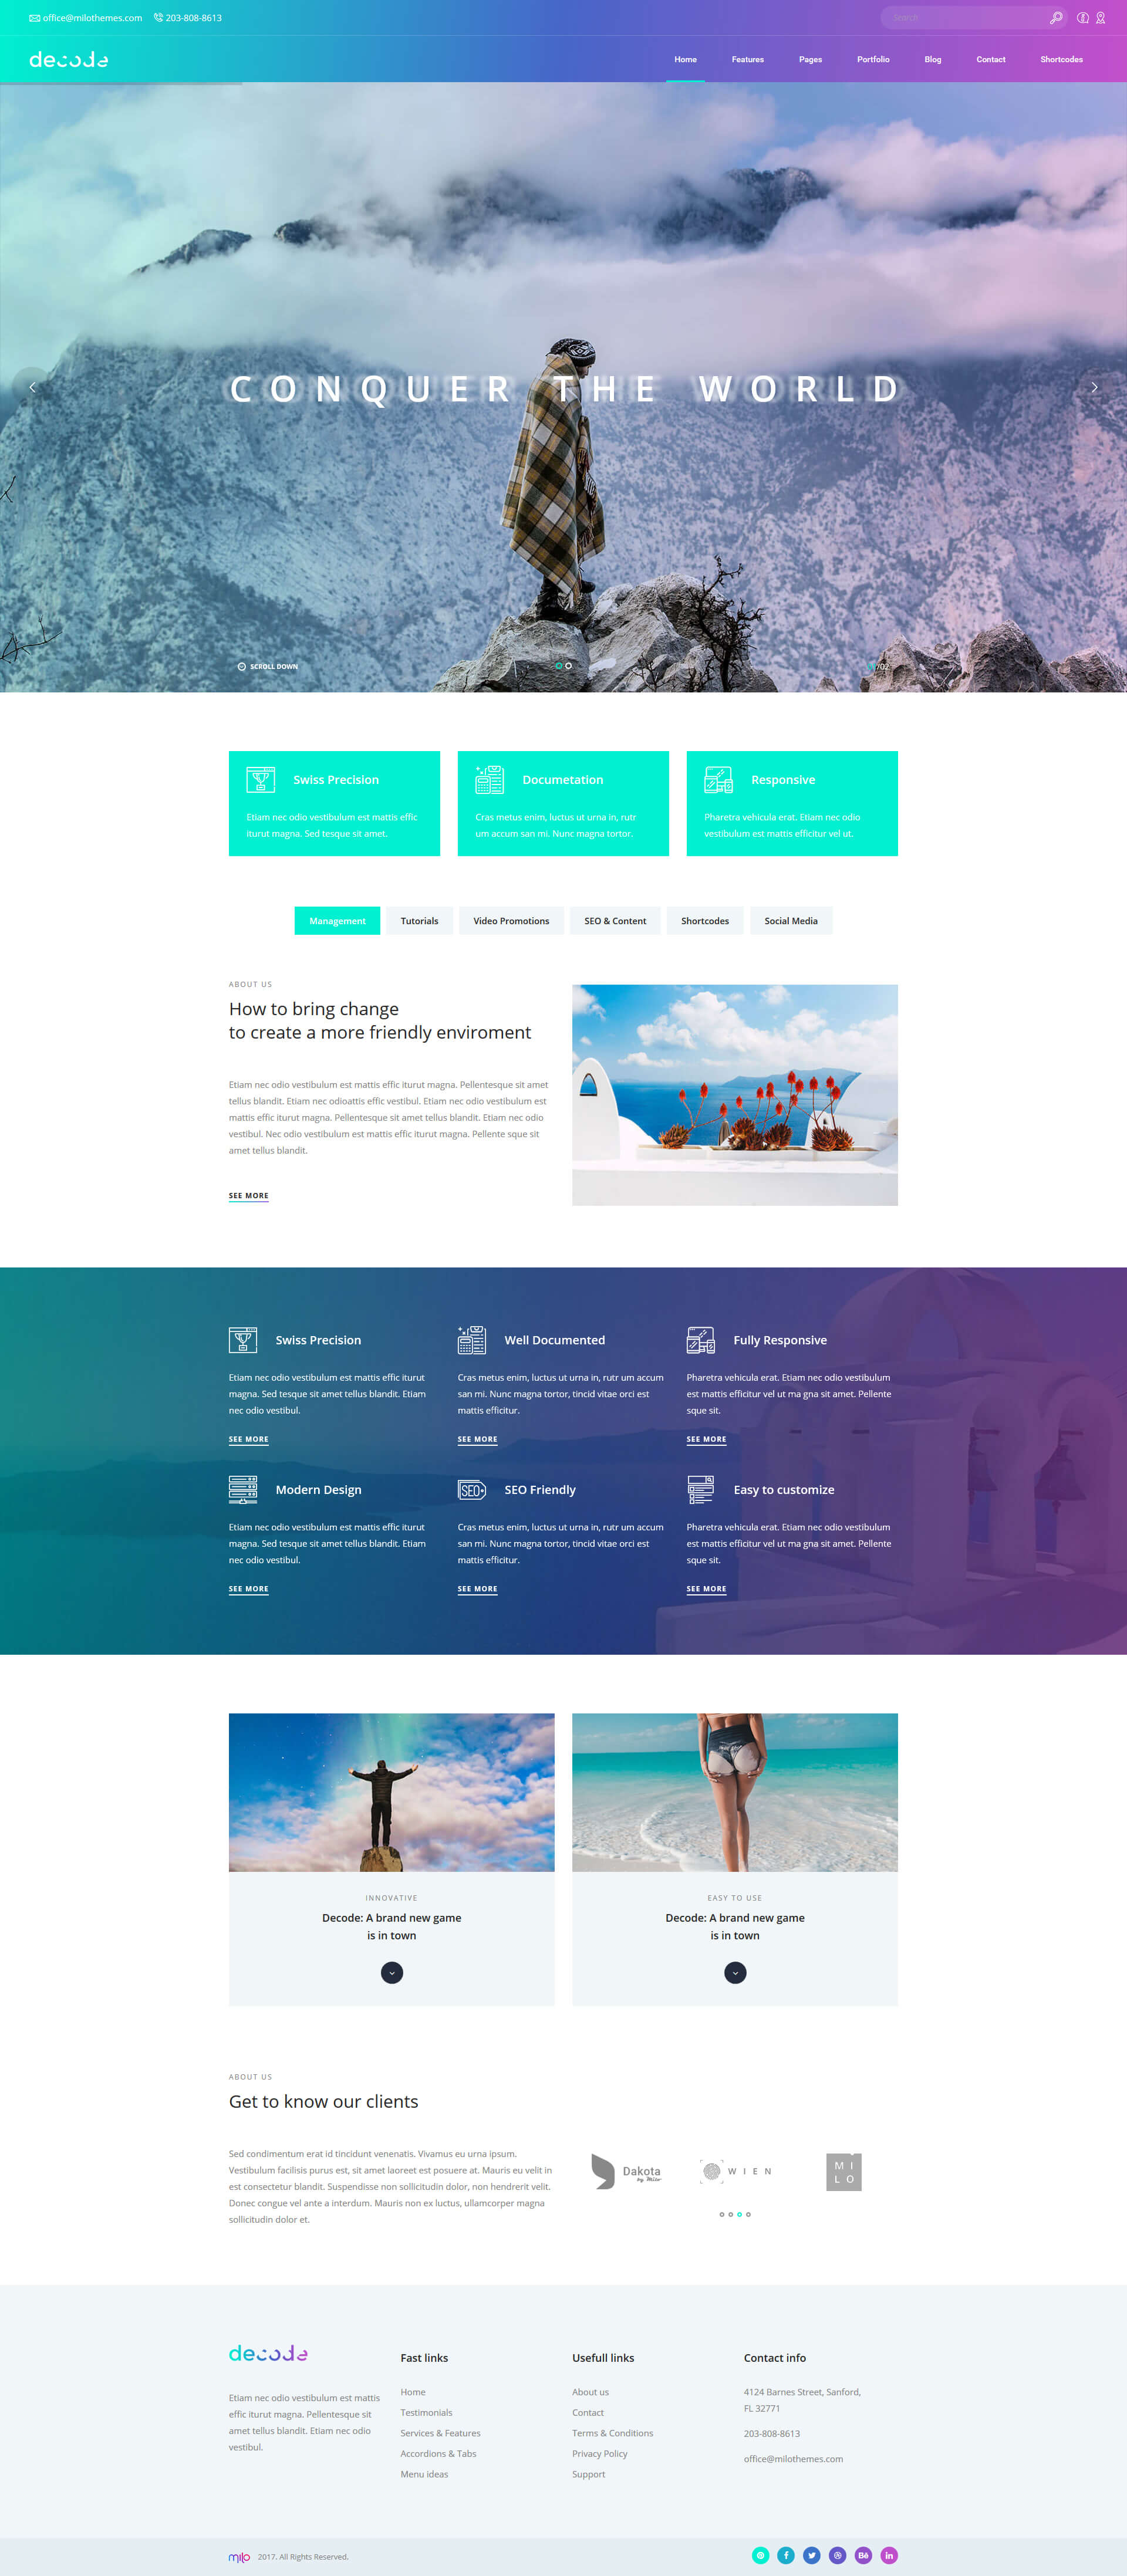 office@milothemes.com 203-808-8613 Search
decode
Home Features Pages Portfolio Blog Contact Shortcodes
CONQUER THE WORLD
SCROLL DOWN
/02
Swiss Precision
Etiam nec odio vestibulum est mattis effic
iturut magna. Sed tesque sit amet.
Documetation
Cras metus enim, luctus ut urna in, rutr
um accum san mi. Nunc magna tortor.
Responsive
Pharetra vehicula erat. Etiam nec odio
vestibulum est mattis efficitur vel ut.
Management Tutorials Video Promotions SEO & Content Shortcodes Social Media
ABOUT US
How to bring change
to create a more friendly enviroment
Etiam nec odio vestibulum est mattis effic iturut magna. Pellentesque sit amet
tellus blandit. Etiam nec odioattis effic vestibul. Etiam nec odio vestibulum est
mattis effic iturut magna. Pellentesque sit amet tellus blandit. Etiam nec odio
vestibul. Nec odio vestibulum est mattis effic iturut magna. Pellente sque sit
amet tellus blandit.
SEE MORE
Swiss Precision
Etiam nec odio vestibulum est mattis effic iturut
magna. Sed tesque sit amet tellus blandit. Etiam
nec odio vestibul.
SEE MORE
Well Documented
Cras metus enim, luctus ut urna in, rutr um accum
san mi. Nunc magna tortor, tincid vitae orci est
mattis efficitur.
SEE MORE
Fully Responsive
Pharetra vehicula erat. Etiam nec odio vestibulum
est mattis efficitur vel ut ma gna sit amet. Pellente
sque sit.
SEE MORE
Modern Design
Etiam nec odio vestibulum est mattis effic iturut
magna. Sed tesque sit amet tellus blandit. Etiam
nec odio vestibul.
SEE MORE
SEO
SEO Friendly
Cras metus enim, luctus ut urna in, rutr um accum
san mi. Nunc magna tortor, tincid vitae orci est
mattis efficitur.
SEE MORE
Easy to customize
Pharetra vehicula erat. Etiam nec odio vestibulum
est mattis efficitur vel ut ma gna sit amet. Pellente
sque sit.
SEE MORE
INNOVATIVE
Decode: A brand new game
is in town
EASY TO USE
Decode: A brand new game
is in town
ABOUT US
Get to know our clients
Sed condimentum erat id tincidunt venenatis. Vivamus eu urna ipsum.
Vestibulum facilisis purus est, sit amet laoreet est posuere at. Mauris eu velit in
est consectetur blandit. Suspendisse non sollicitudin dolor, non hendrerit velit.
Donec congue vel ante a interdum. Mauris non ex luctus, ullamcorper magna
sollicitudin dolor et.
Dakota
by Milo
WIEN
MI
LO
decode
Etiam nec odio vestibulum est mattis
effic iturut magna. Pellentesque sit
amet tellus blandit. Etiam nec odio
vestibul.
Fast links
Home
Testimonials
Services & Features
Accordions & Tabs
Menu ideas
Usefull links
About us
Contact
Terms & Conditions
Privacy Policy
Support
Contact info
4124 Barnes Street, Sanford,
FL 32771
203-808-8613
office@milothemes.com
milo 2017. All Rights Reserved.